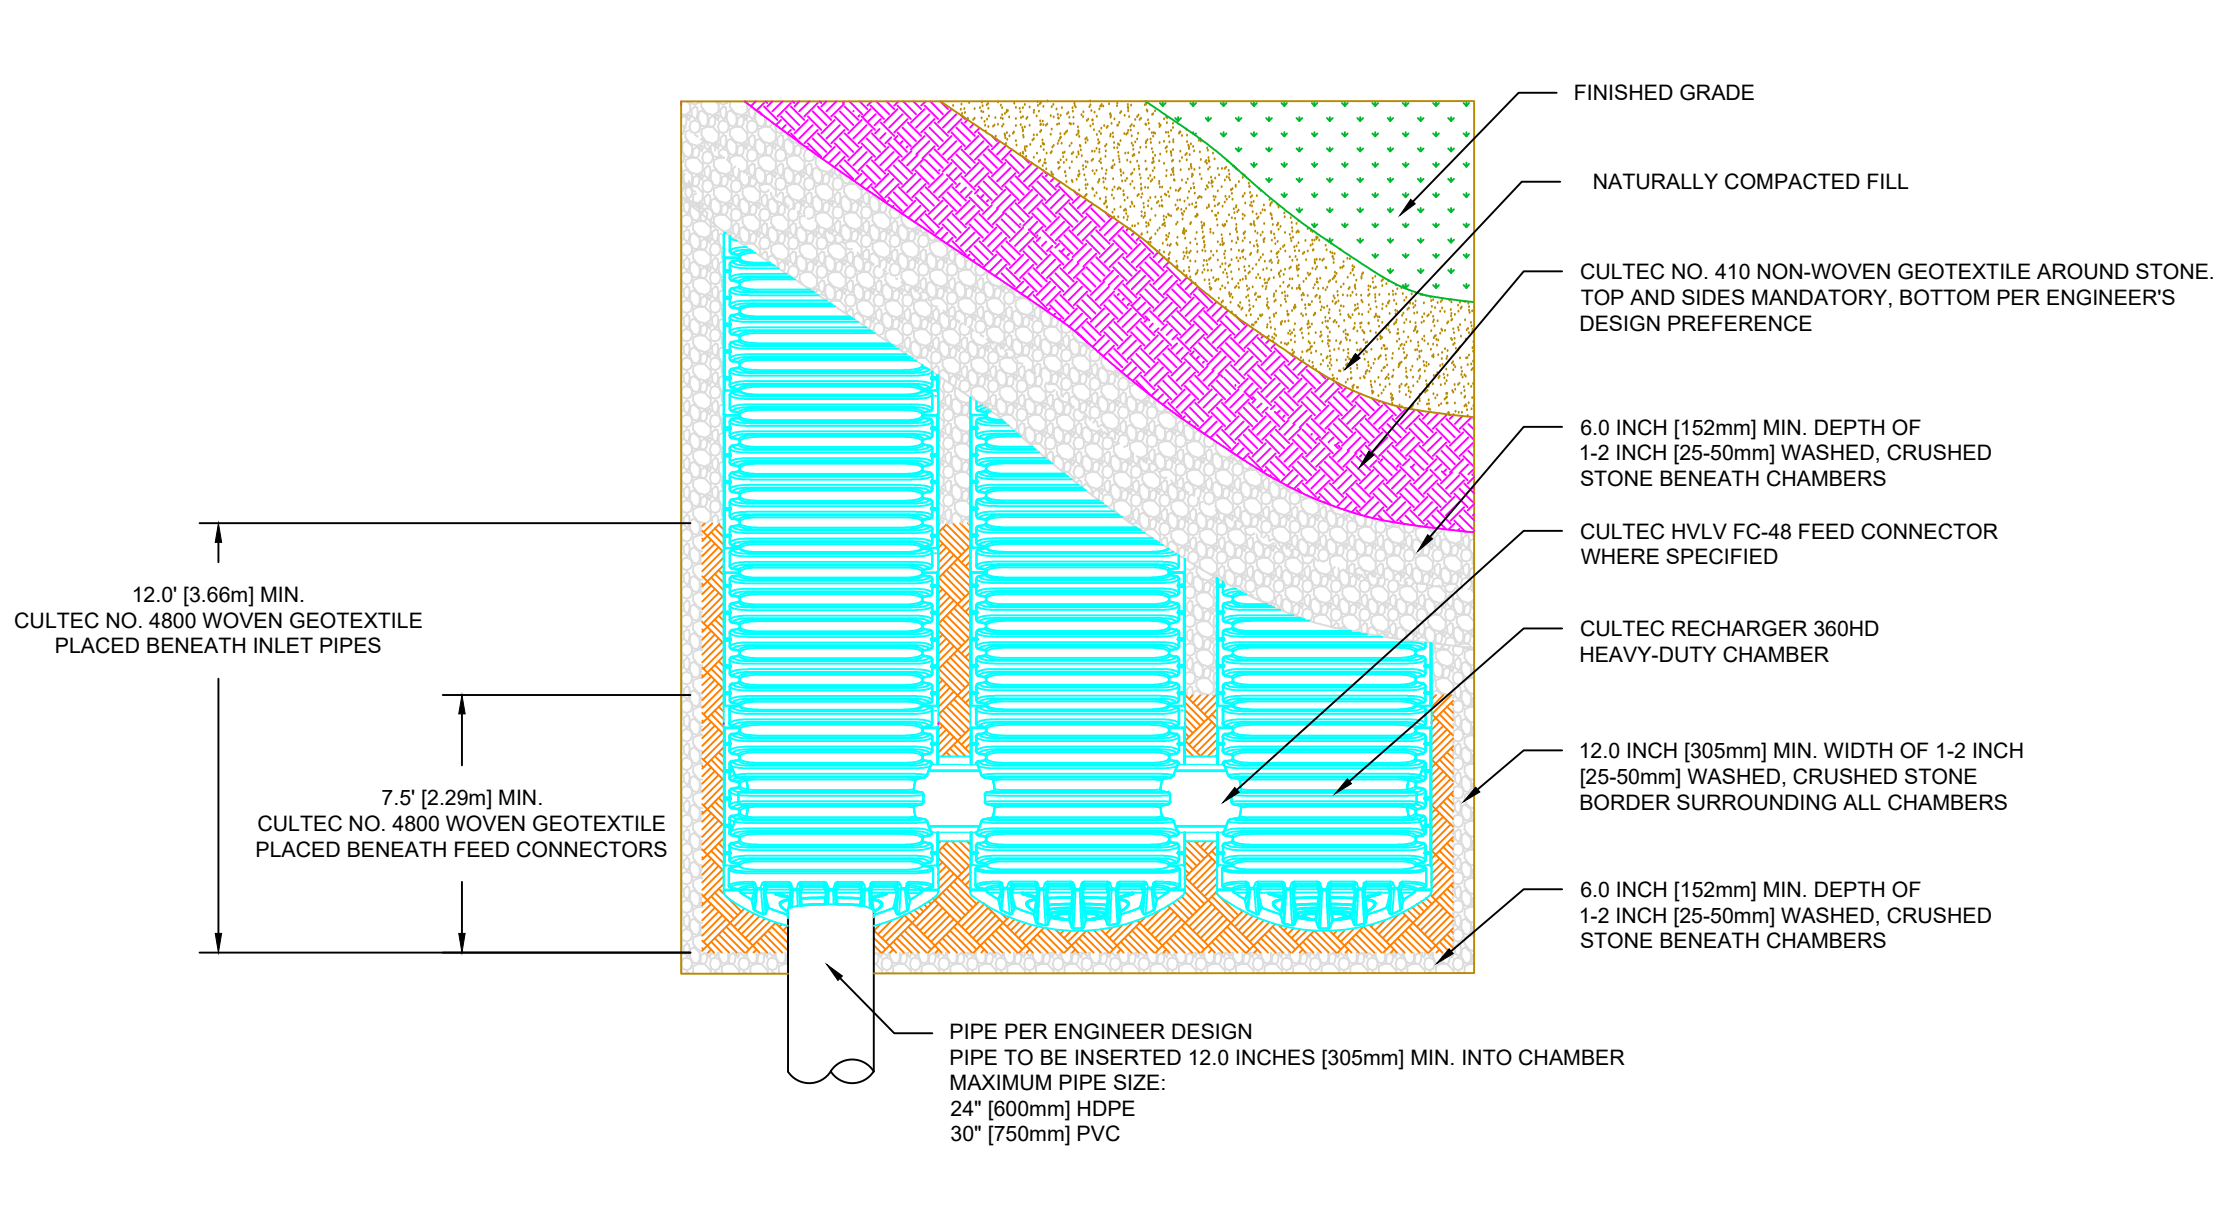 FINISHED GRADE
NATURALLY COMPACTED FILL
CULTEC NO. 410 NON-WOVEN GEOTEXTILE AROUND STONE.
TOP AND SIDES MANDATORY, BOTTOM PER ENGINEER'S
DESIGN PREFERENCE
6.0 INCH [152mm] MIN. DEPTH OF
1-2 INCH [25-50mm] WASHED, CRUSHED
STONE BENEATH CHAMBERS
CULTEC HVLV FC-48 FEED CONNECTOR
WHERE SPECIFIED
12.0' [3.66m] MIN.
CULTEC NO. 4800 WOVEN GEOTEXTILE
PLACED BENEATH INLET PIPES
CULTEC RECHARGER 360HD
HEAVY-DUTY CHAMBER
12.0 INCH [305mm] MIN. WIDTH OF 1-2 INCH
[25-50mm] WASHED, CRUSHED STONE
BORDER SURROUNDING ALL CHAMBERS
7.5' [2.29m] MIN.
CULTEC NO. 4800 WOVEN GEOTEXTILE
PLACED BENEATH FEED CONNECTORS
6.0 INCH [152mm] MIN. DEPTH OF
1-2 INCH [25-50mm] WASHED, CRUSHED
STONE BENEATH CHAMBERS
PIPE PER ENGINEER DESIGN
PIPE TO BE INSERTED 12.0 INCHES [305mm] MIN. INTO CHAMBER
MAXIMUM PIPE SIZE:
24" [600mm] HDPE
30" [750mm] PVC